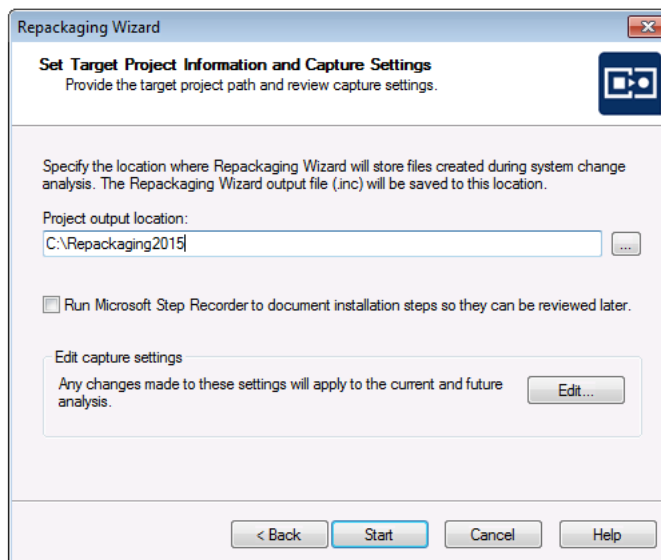 Repackaging Wizard
Set Target Project Information and Capture Settings
Provide the target project path and review capture settings.
Specify the location where Repackaging Wizard will store files created during system change
analysis. The Repackaging Wizard output file (.inc) will be saved to this location.
Project output location:
C:\Repackaging2015
...
Run Microsoft Step Recorder to document installation steps so they can be reviewed later.
Edit capture settings
Any changes made to these settings will apply to the current and future
analysis.
Edit...
< Back Start Cancel Help